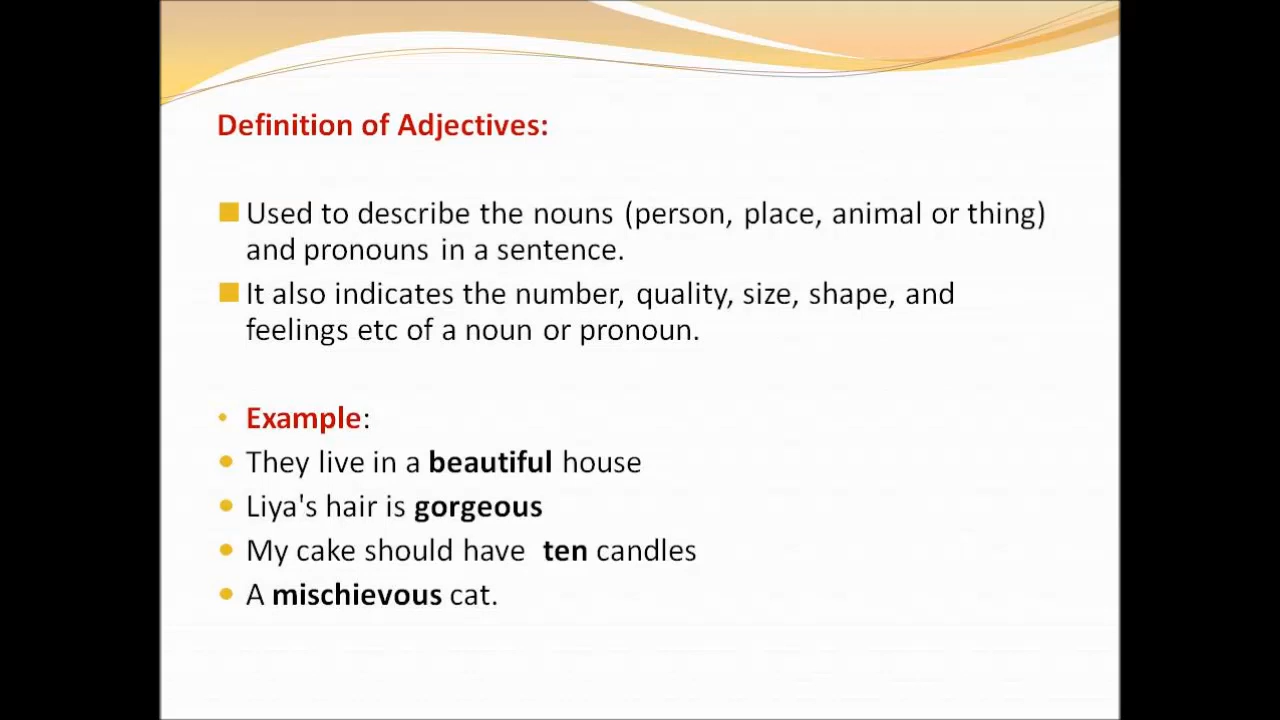 Definition of Adjectives:
Used to describe the nouns (person, place, animal or thing)
and pronouns in a sentence.
It also indicates the number, quality, size, shape, and
feelings etc of a noun or pronoun.
Example:
They live in a beautiful house
Liya's hair is gorgeous
My cake should have ten candles
A mischievous cat.